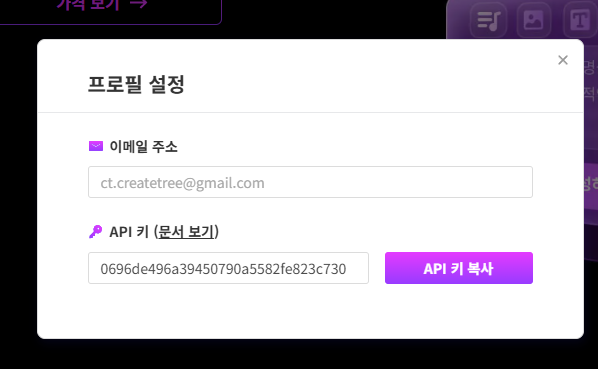 가격 보기 →
T
프로필 설정
×
이메일 주소
ct.createtree@gmail.com
API 키 (문서 보기)
0696de496a39450790a5582fe823c730
API 키 복사